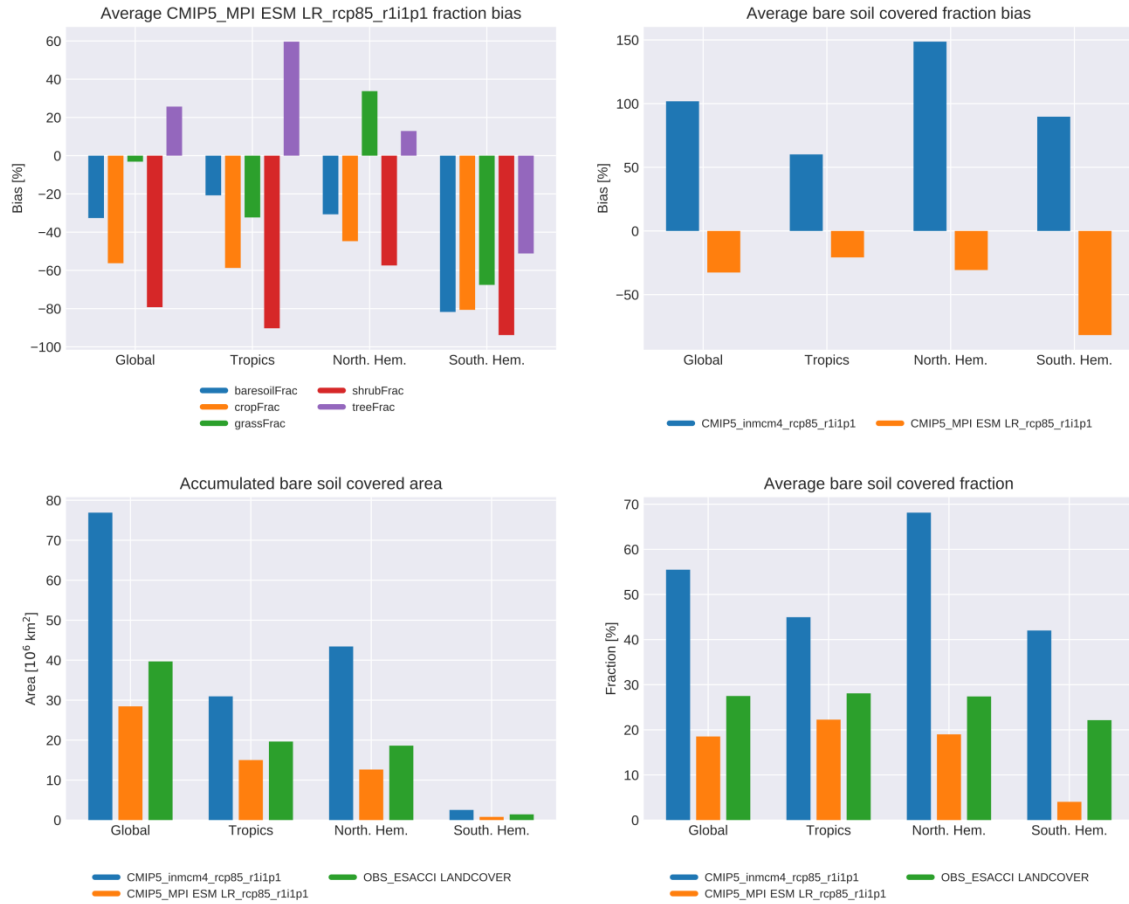 Average CMIP5_MPI ESM LR_rcp85_r1i1p1 fraction bias
60
40
20
0
−20
−40
−60
−80
−100
Bias [%]
Global Tropics North. Hem. South. Hem.
baresoilFrac shrubFrac
cropFrac treeFrac
grassFrac
Average bare soil covered fraction bias
150
100
50
0
−50
Bias [%]
Global Tropics North. Hem. South. Hem.
CMIP5_inmcm4_rcp85_r1i1p1 CMIP5_MPI ESM LR_rcp85_r1i1p1
Accumulated bare soil covered area
80
70
60
50
40
30
20
10
0
Area [10⁶ km²]
Global Tropics North. Hem. South. Hem.
CMIP5_inmcm4_rcp85_r1i1p1 OBS_ESACCI LANDCOVER
CMIP5_MPI ESM LR_rcp85_r1i1p1
Average bare soil covered fraction
70
60
50
40
30
20
10
0
Fraction [%]
Global Tropics North. Hem. South. Hem.
CMIP5_inmcm4_rcp85_r1i1p1 OBS_ESACCI LANDCOVER
CMIP5_MPI ESM LR_rcp85_r1i1p1